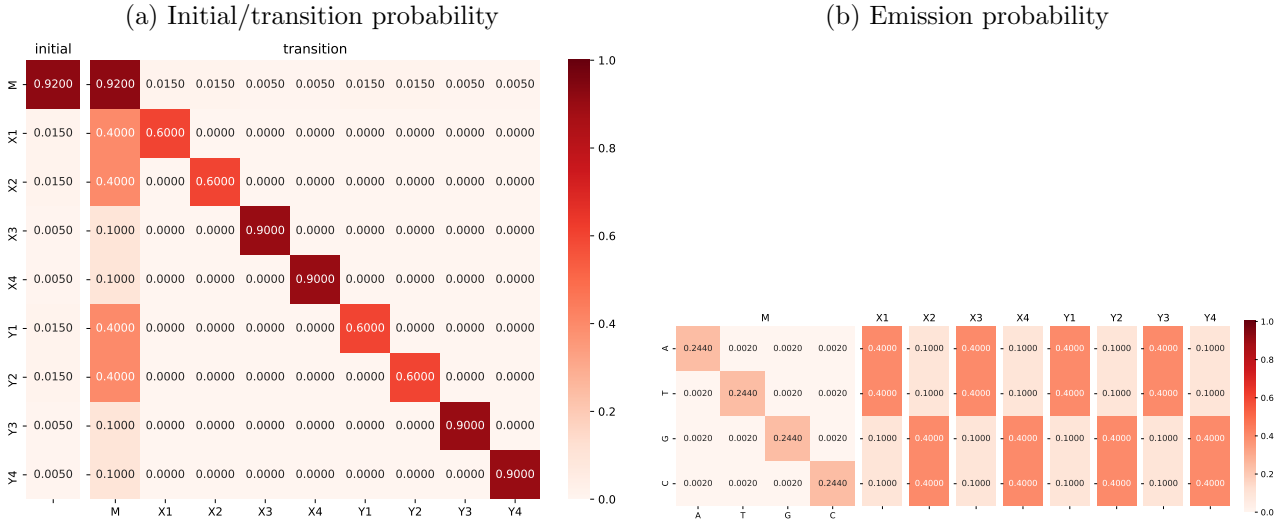 (a) Initial/transition probability
(b) Emission probability
initial transition
M 0.9200 0.9200 0.0150 0.0150 0.0050 0.0050 0.0150 0.0150 0.0050 0.0050
X1 0.0150 0.4000 0.6000 0.0000 0.0000 0.0000 0.0000 0.0000 0.0000 0.0000
X2 0.0150 0.4000 0.0000 0.6000 0.0000 0.0000 0.0000 0.0000 0.0000 0.0000
X3 0.0050 0.1000 0.0000 0.0000 0.9000 0.0000 0.0000 0.0000 0.0000 0.0000
X4 0.0050 0.1000 0.0000 0.0000 0.0000 0.9000 0.0000 0.0000 0.0000 0.0000
Y1 0.0150 0.4000 0.0000 0.0000 0.0000 0.0000 0.6000 0.0000 0.0000 0.0000
Y2 0.0150 0.4000 0.0000 0.0000 0.0000 0.0000 0.0000 0.6000 0.0000 0.0000
Y3 0.0050 0.1000 0.0000 0.0000 0.0000 0.0000 0.0000 0.0000 0.9000 0.0000
Y4 0.0050 0.1000 0.0000 0.0000 0.0000 0.0000 0.0000 0.0000 0.0000 0.9000
M X1 X2 X3 X4 Y1 Y2 Y3 Y4
1.0
0.8
0.6
0.4
0.2
0.0
M X1 X2 X3 X4 Y1 Y2 Y3 Y4
A 0.2440 0.0020 0.0020 0.0020 0.4000 0.1000 0.4000 0.1000 0.4000 0.1000 0.4000 0.1000
T 0.0020 0.2440 0.0020 0.0020 0.4000 0.1000 0.4000 0.1000 0.4000 0.1000 0.4000 0.1000
G 0.0020 0.0020 0.2440 0.0020 0.1000 0.4000 0.1000 0.4000 0.1000 0.4000 0.1000 0.4000
C 0.0020 0.0020 0.0020 0.2440 0.1000 0.4000 0.1000 0.4000 0.1000 0.4000 0.1000 0.4000
A T G C
1.0
0.8
0.6
0.4
0.2
0.0